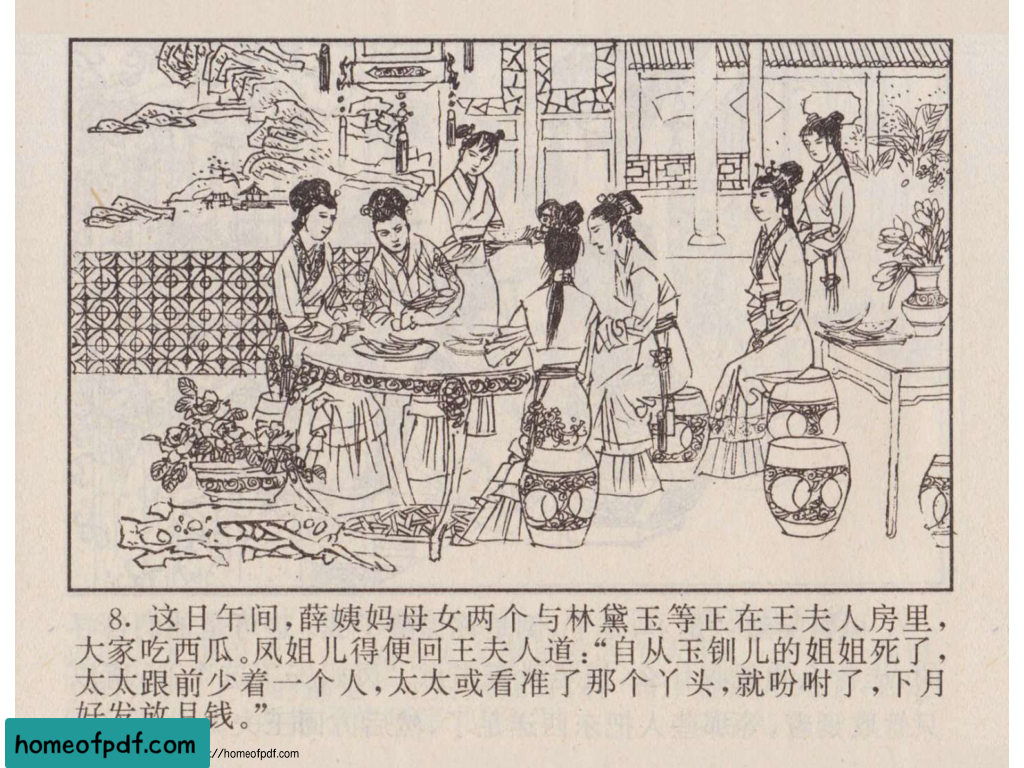 8. 这日午间,薛姨妈母女两个与林黛玉等正在王夫人房里,
大家吃西瓜。凤姐儿得便回王夫人道:“自从玉钏儿的姐姐死了,
太太跟前少着一个人,太太或看准了那个丫头,就吩咐了,下月
好发放月钱。”
homeofpdf.com
://homeofpdf.com